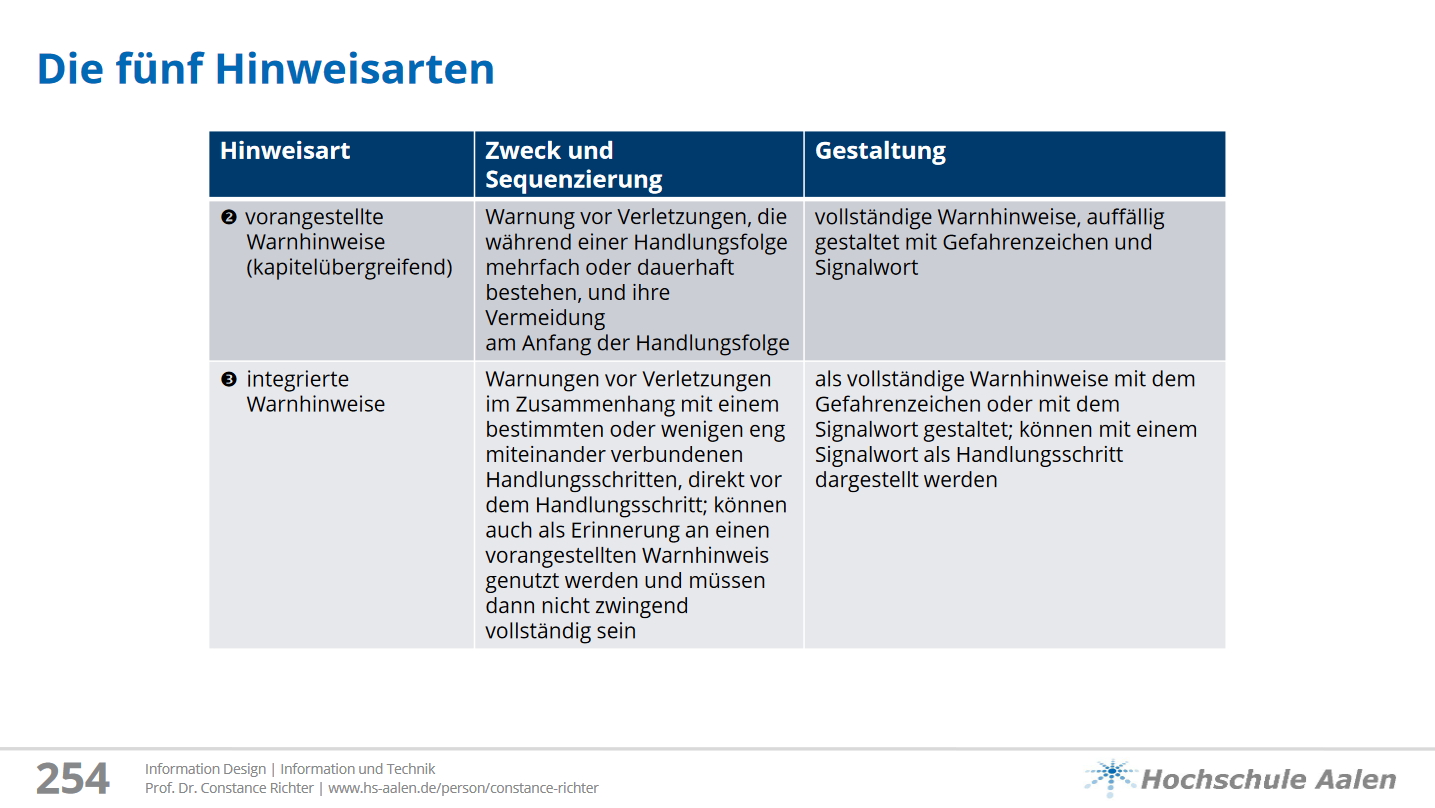 Die fünf Hinweisarten
Hinweisart
Zweck und
Sequenzierung
Gestaltung
❷ vorangestellte
Warnhinweise
(kapitelübergreifend)
Warnung vor Verletzungen, die
während einer Handlungsfolge
mehrfach oder dauerhaft
bestehen, und ihre
Vermeidung
am Anfang der Handlungsfolge
vollständige Warnhinweise, auffällig
gestaltet mit Gefahrenzeichen und
Signalwort
❸ integrierte
Warnhinweise
Warnungen vor Verletzungen
im Zusammenhang mit einem
bestimmten oder wenigen eng
miteinander verbundenen
Handlungsschritten, direkt vor
dem Handlungsschritt; können
auch als Erinnerung an einen
vorangestellten Warnhinweis
genutzt werden und müssen
dann nicht zwingend
vollständig sein
als vollständige Warnhinweise mit dem
Gefahrenzeichen oder mit dem
Signalwort gestaltet; können mit einem
Signalwort als Handlungsschritt
dargestellt werden
254
Information Design | Information und Technik
Prof. Dr. Constance Richter | www.hs-aalen.de/person/constance-richter
Hochschule Aalen